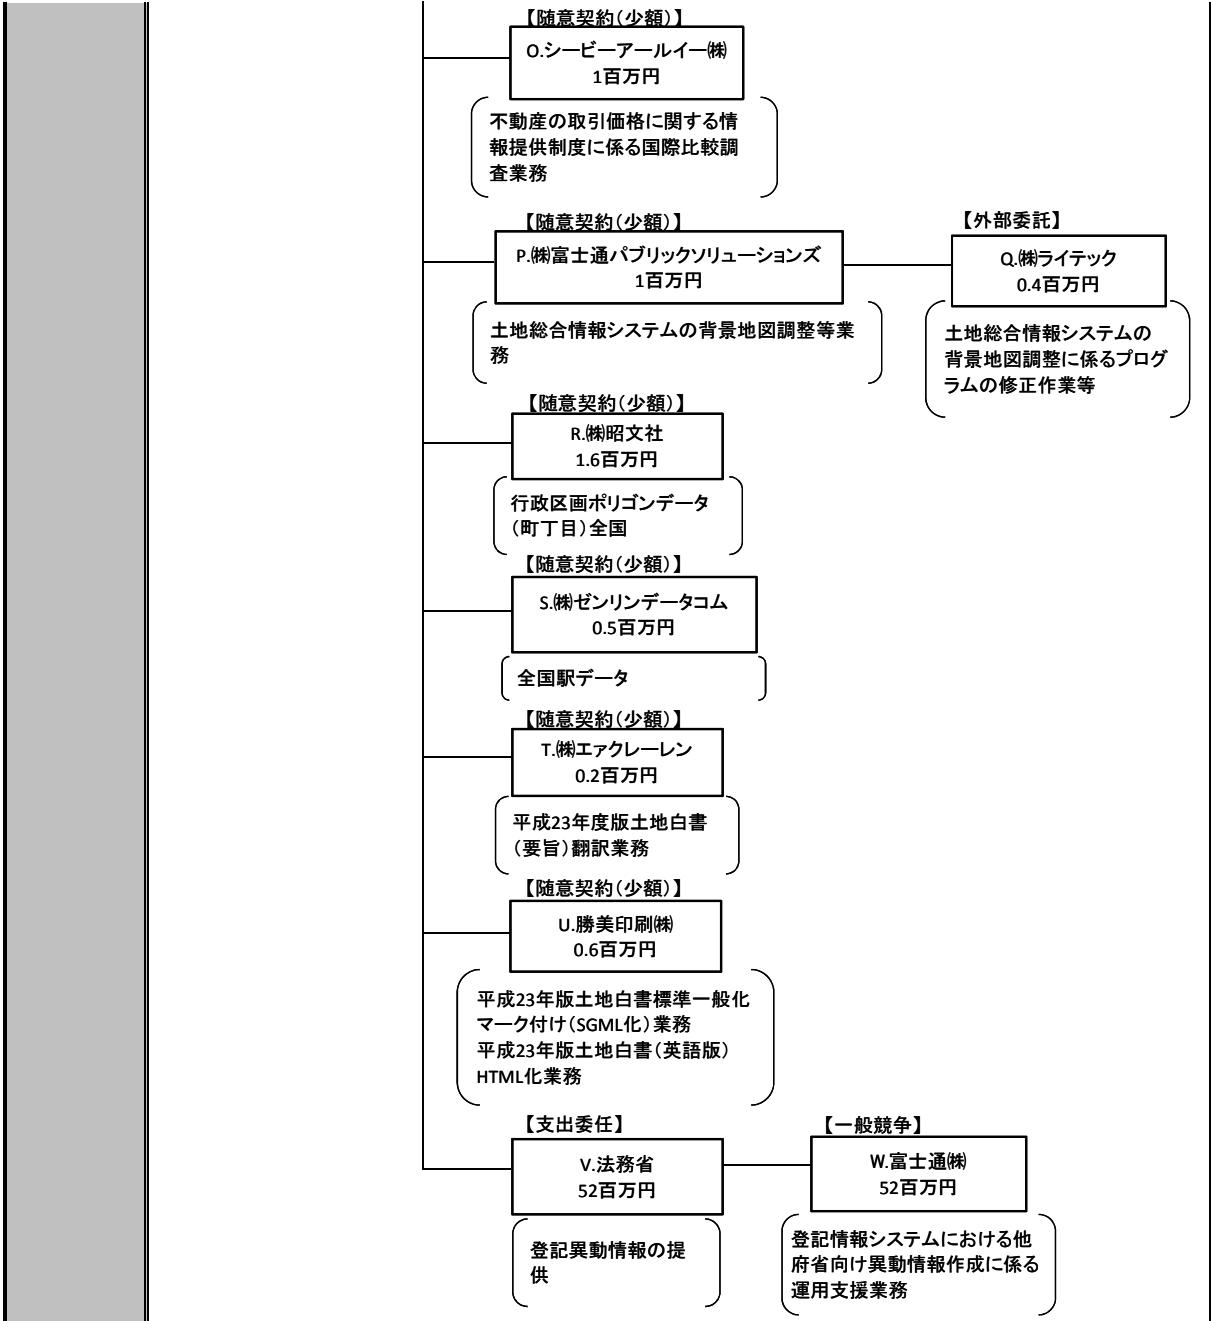 【随意契約（少額）】
O.シービーアールイー㈱
1百万円
不動産の取引価格に関する情
報提供制度に係る国際比較調
査業務
【随意契約（少額）】
P.㈱富士通パブリックソリューションズ
1百万円
土地総合情報システムの背景地図調整等業
務
【外部委託】
Q.㈱ライテック
0.4百万円
土地総合情報システムの
背景地図調整に係るプログ
ラムの修正作業等
【随意契約（少額）】
R.㈱昭文社
1.6百万円
行政区画ポリゴンデータ
（町丁目）全国
【随意契約（少額）】
S.㈱ゼンリンデータコム
0.5百万円
全国駅データ
【随意契約（少額）】
T.㈱エァクレーレン
0.2百万円
平成23年度版土地白書
（要旨）翻訳業務
【随意契約（少額）】
U.勝美印刷㈱
0.6百万円
平成23年版土地白書標準一般化
マーク付け（SGML化）業務
平成23年版土地白書（英語版）
HTML化業務
【支出委任】
V.法務省
52百万円
登記異動情報の提
供
【一般競争】
W.富士通㈱
52百万円
登記情報システムにおける他
府省向け異動情報作成に係る
運用支援業務